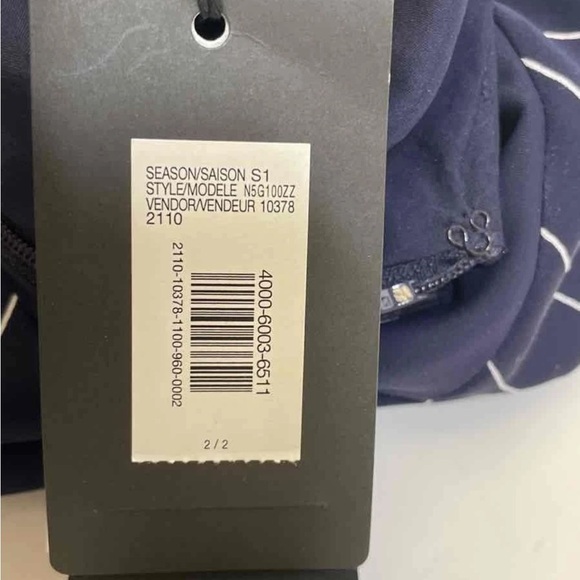 SEASON/SAISON S1
STYLE/MODELE N5G100ZZ
VENDOR/VENDEUR 10378
2110
4000-6003-6511
2110-10378-1100-960-0002
2 / 2